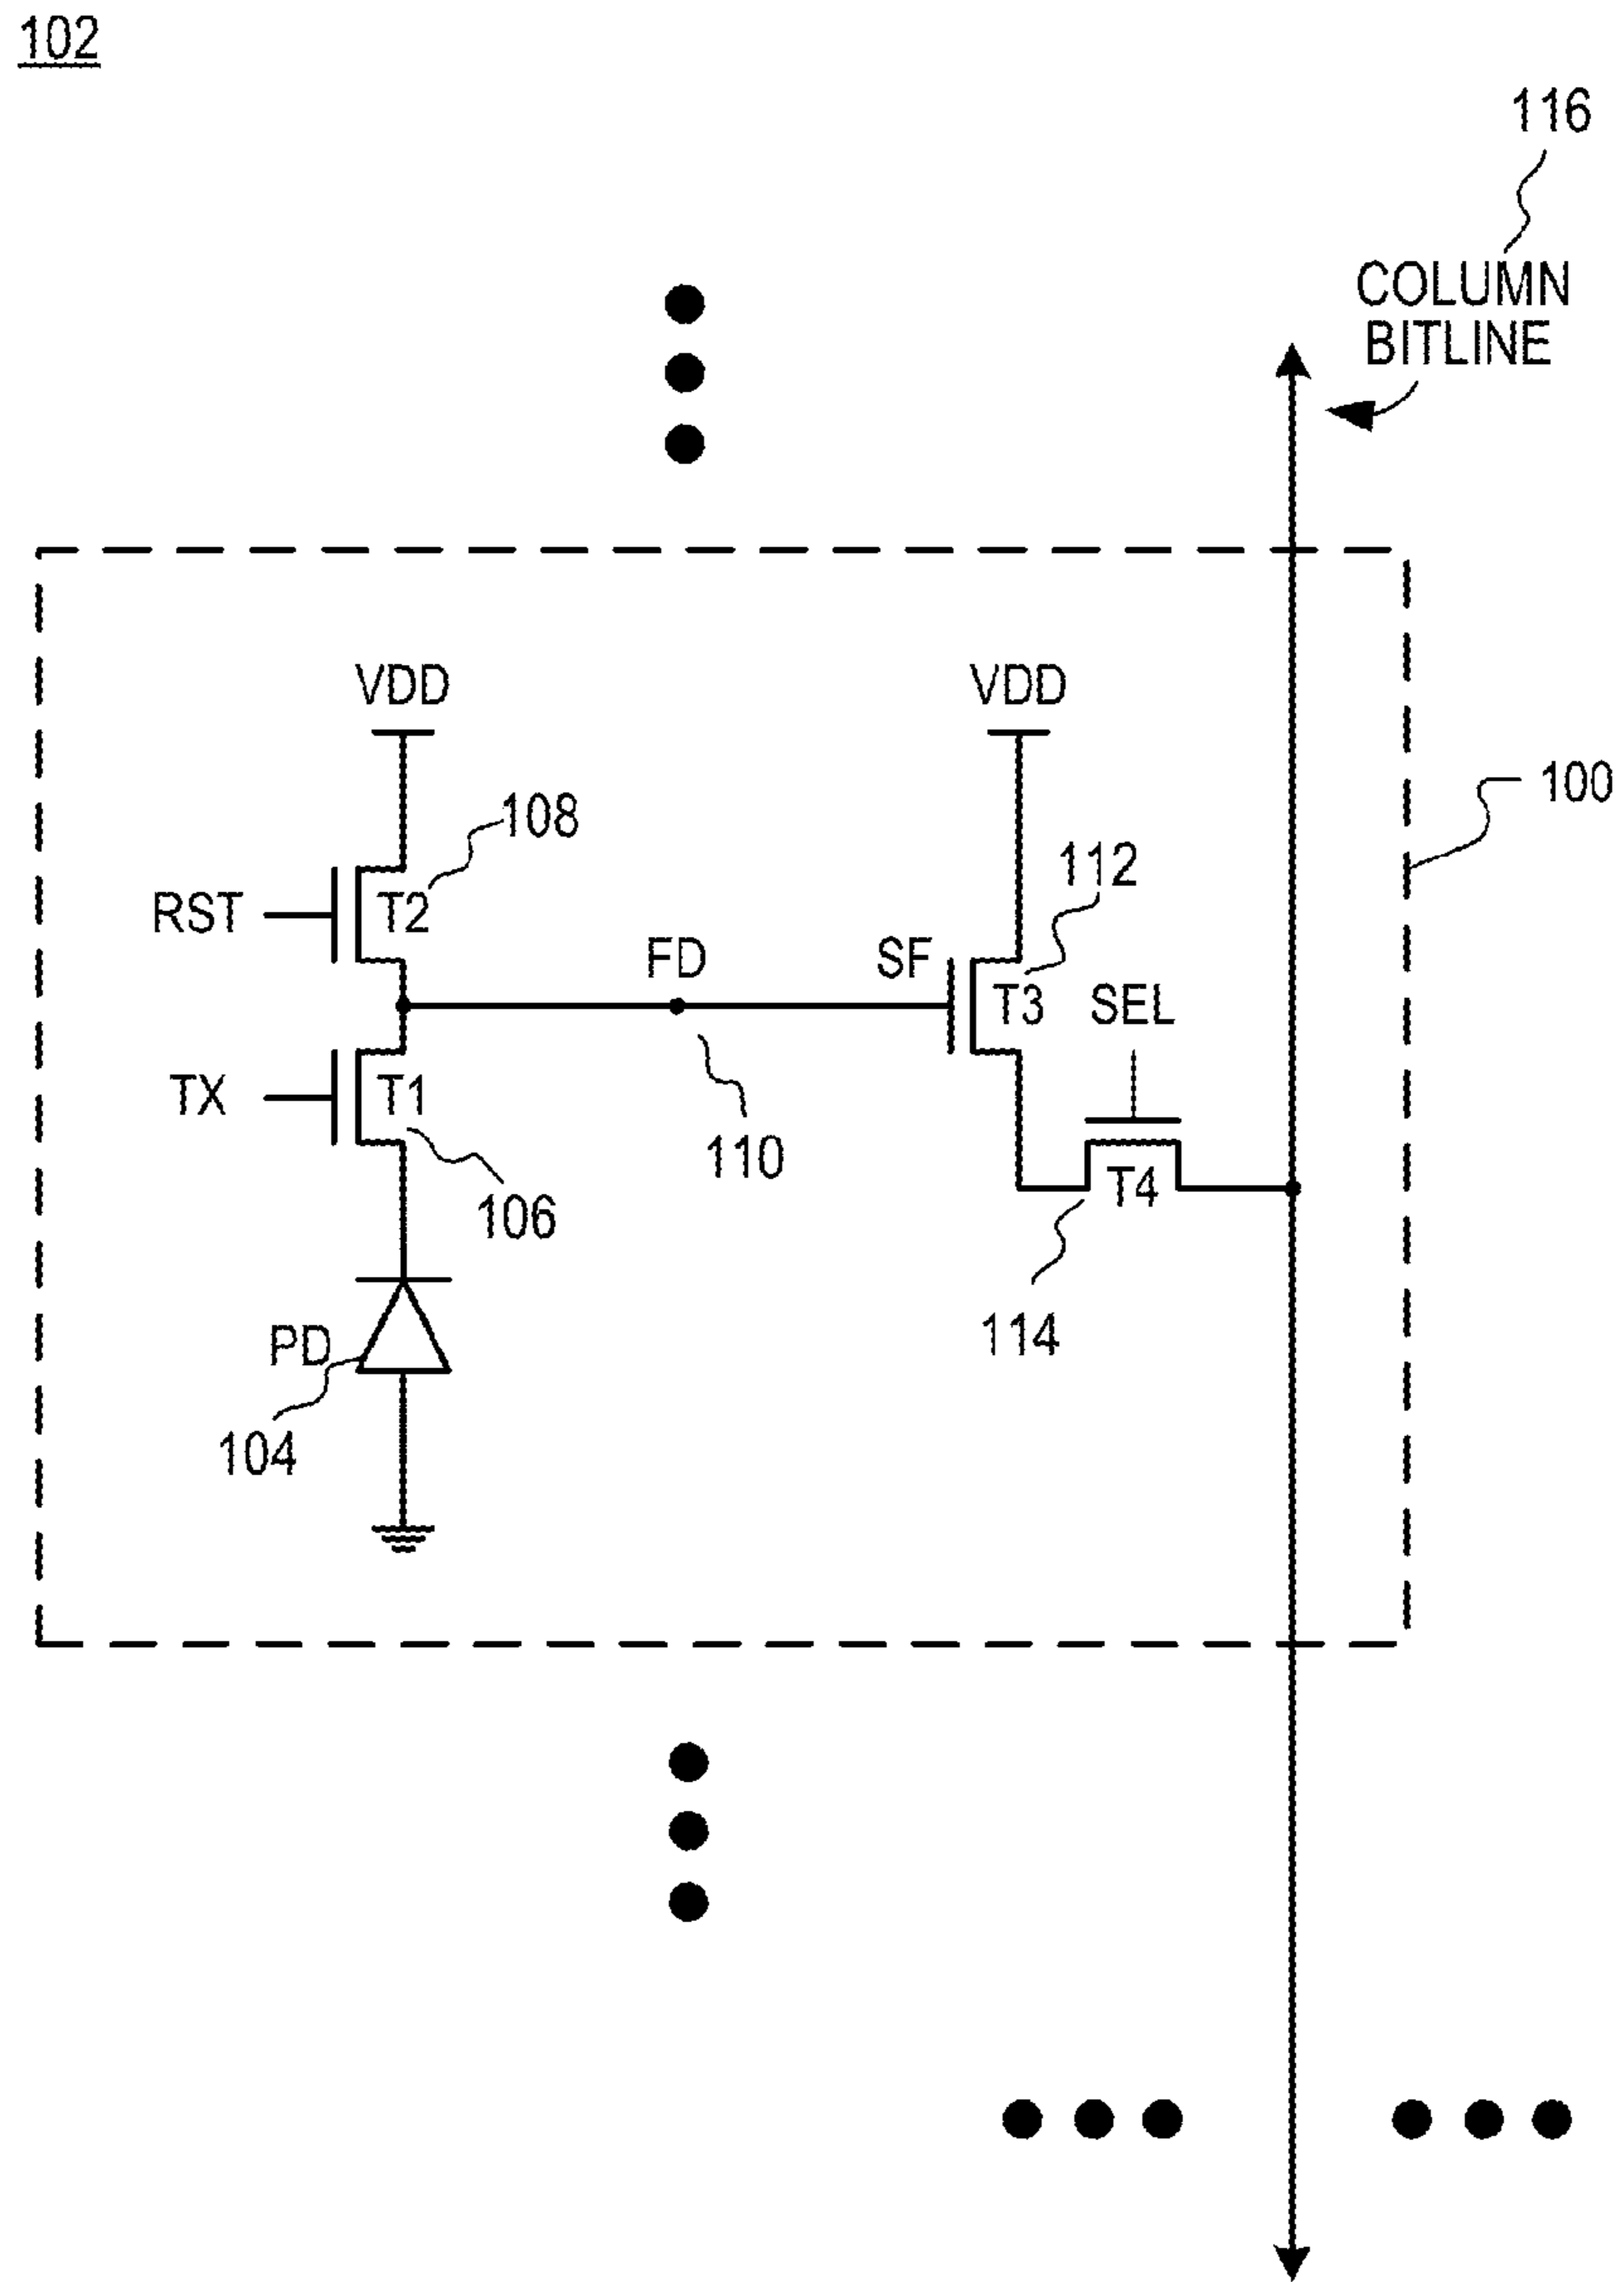 102
116
COLUMN
BITLINE
VDD
VDD
100
108
112
RST
T2
FD
SF
T3
SEL
TX
T1
110
106
T4
PD
114
104